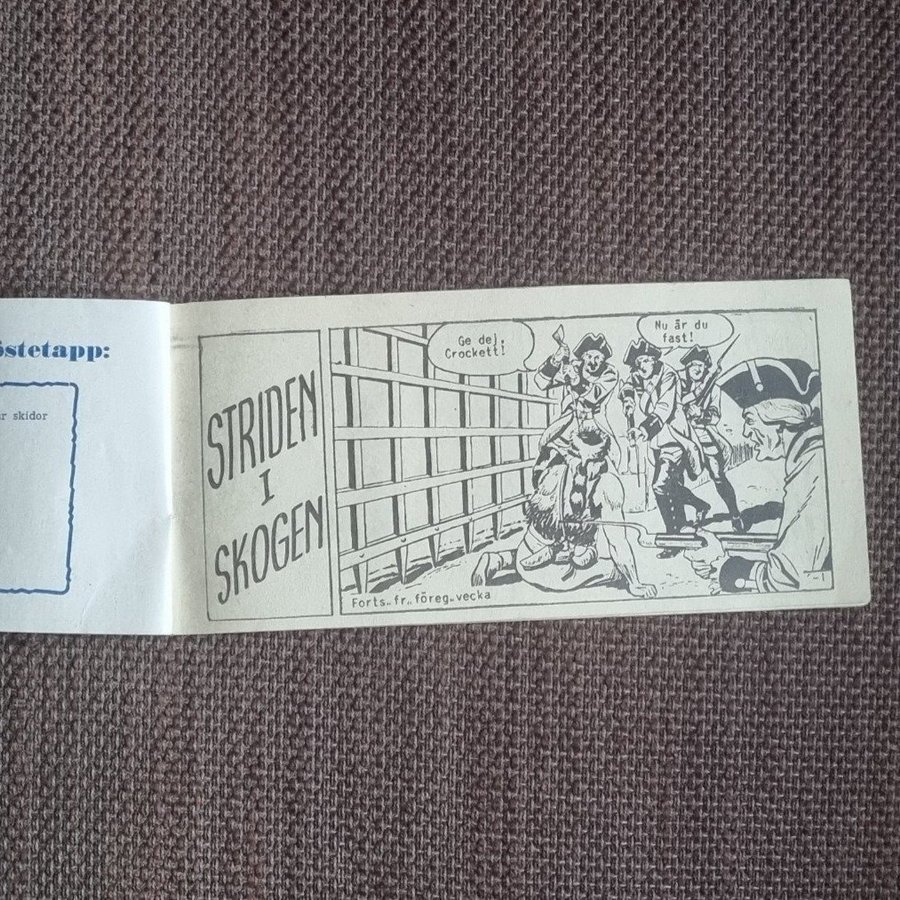 östetapp:
r skidor
STRIDEN
I
SKOGEN
Ge dej,
Crockett!
Nu är du
fast!
Forts. fr. föreg. vecka